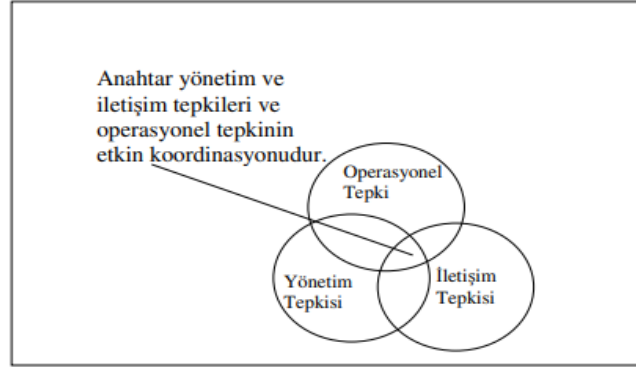 Anahtar yönetim ve
iletişim tepkileri ve
operasyonel tepkinin
etkin koordinasyonudur.
Operasyonel
Tepki
Yönetim
Tepkisi
İletişim
Tepkisi